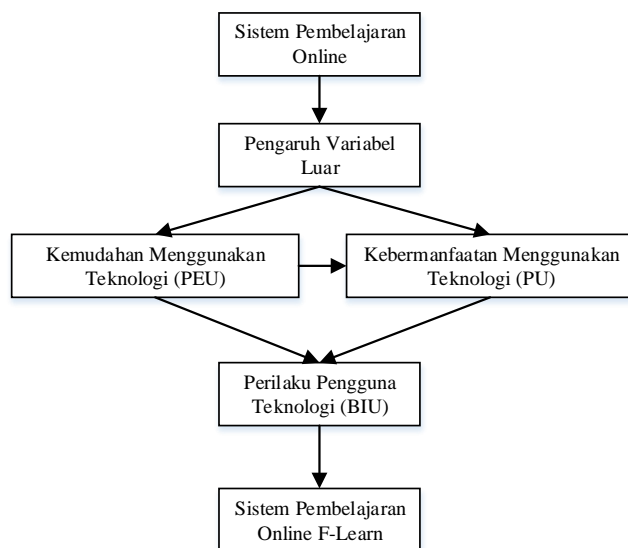 Sistem Pembelajaran
Online
Pengaruh Variabel
Luar
Kemudahan Menggunakan
Teknologi (PEU)
Kebermanfaatan Menggunakan
Teknologi (PU)
Perilaku Pengguna
Teknologi (BIU)
Sistem Pembelajaran
Online F-Learn